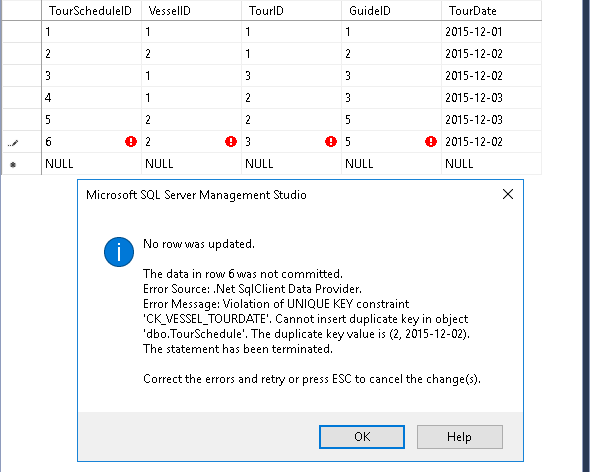 TourScheduleID VesselID TourID GuideID TourDate
1 1 1 1 2015-12-01
2 2 1 2 2015-12-02
3 1 3 3 2015-12-02
4 1 2 3 2015-12-03
5 2 2 5 2015-12-03
6 2 3 5 2015-12-02
NULL NULL NULL NULL NULL
Microsoft SQL Server Management Studio
No row was updated.
The data in row 6 was not committed.
Error Source: .Net SqlClient Data Provider.
Error Message: Violation of UNIQUE KEY constraint
'CK_VESSEL_TOURDATE'. Cannot insert duplicate key in object
'dbo.TourSchedule'. The duplicate key value is (2, 2015-12-02).
The statement has been terminated.
Correct the errors and retry or press ESC to cancel the change(s).
OK Help